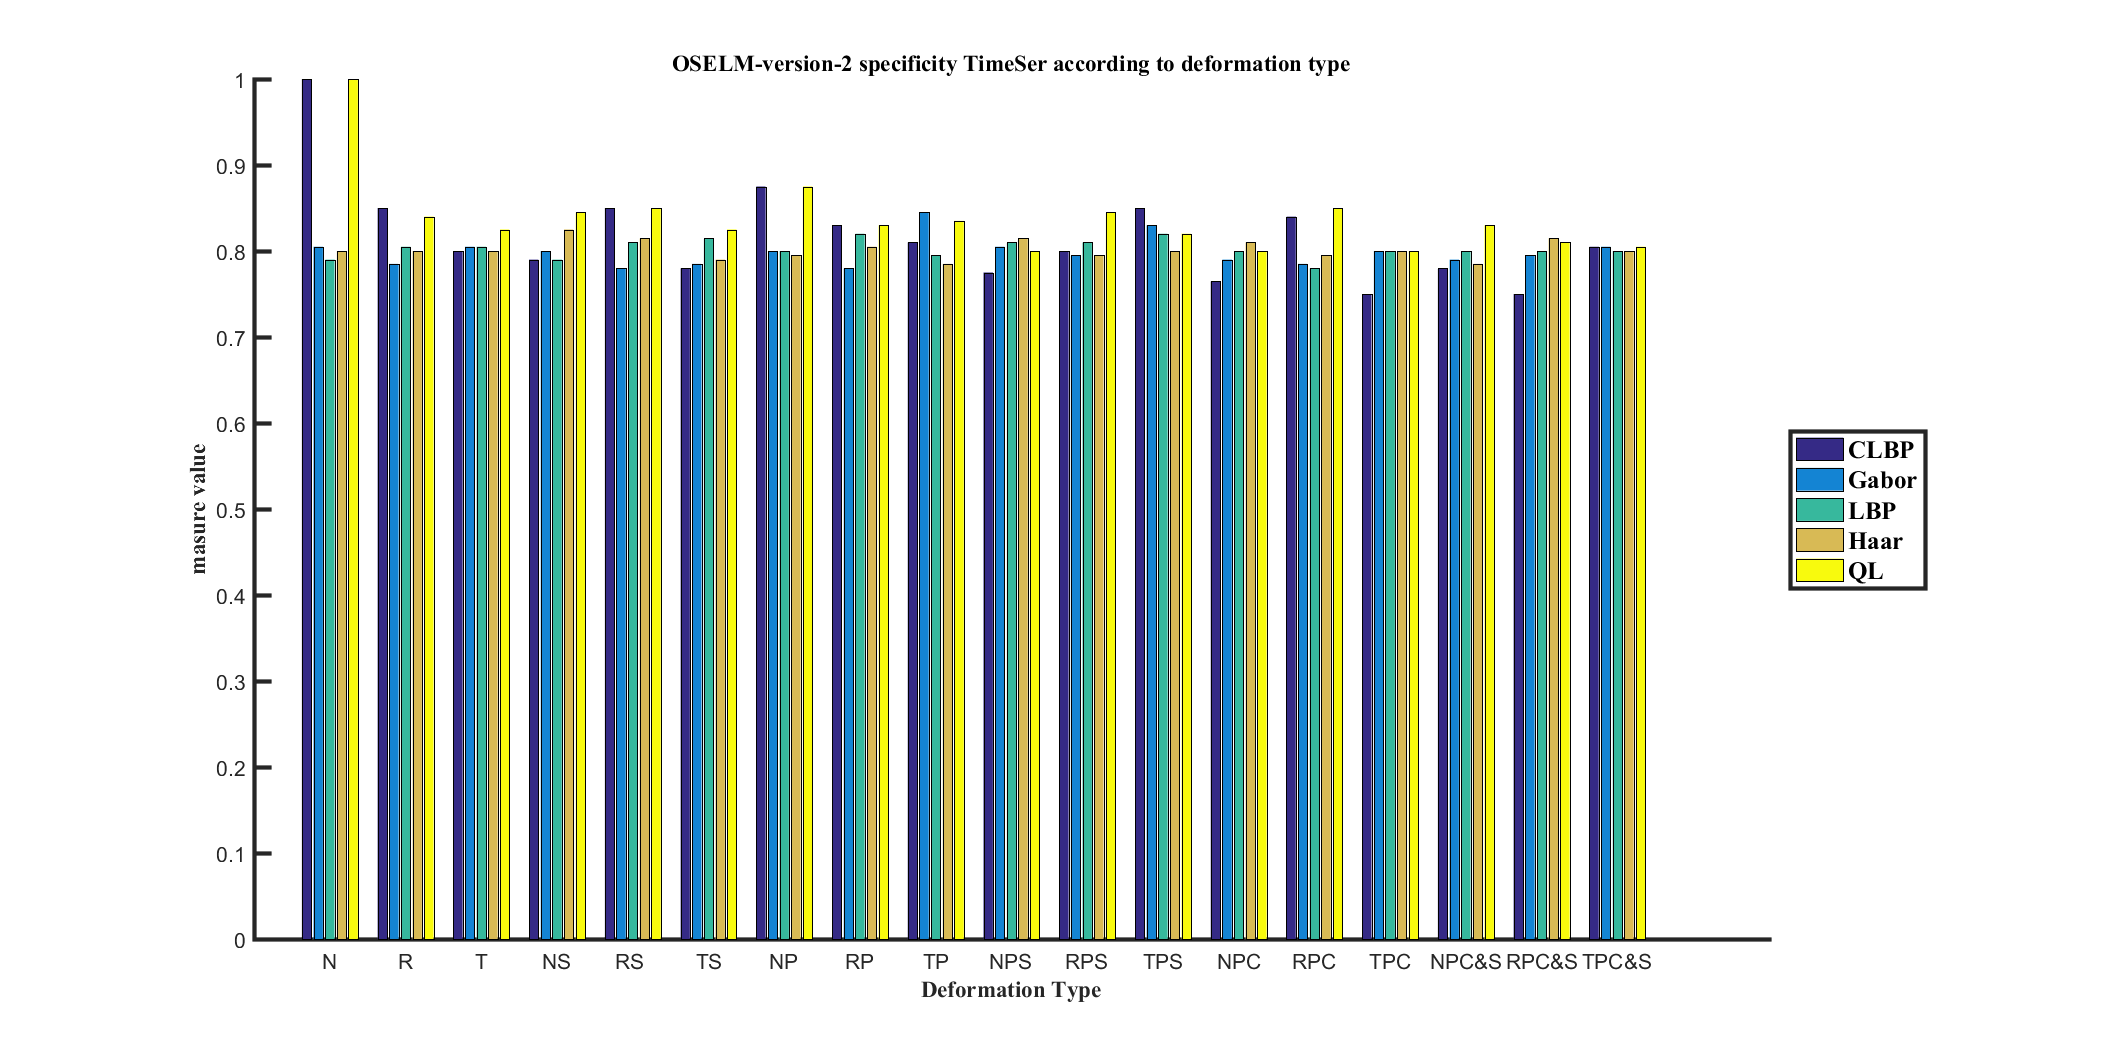 OSELM-version-2 specificity TimeSer according to deformation type
1
0.9
0.8
0.7
0.6
0.5
0.4
0.3
0.2
0.1
0
masure value
N R T NS RS TS NP RP TP NPS RPS TPS NPC RPC TPC NPC&S RPC&S TPC&S
Deformation Type
CLBP
Gabor
LBP
Haar
QL